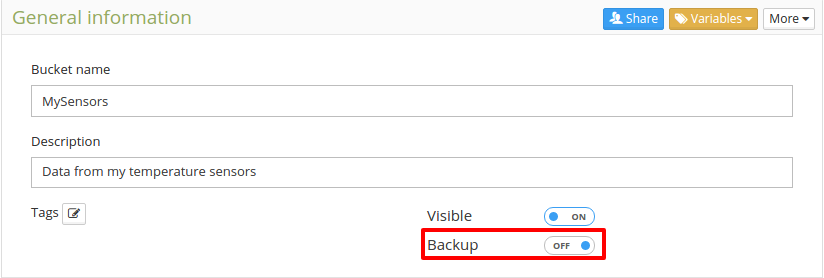 General information
Share Variables More
Bucket name
MySensors
Description
Data from my temperature sensors
Tags
Visible ON
Backup OFF